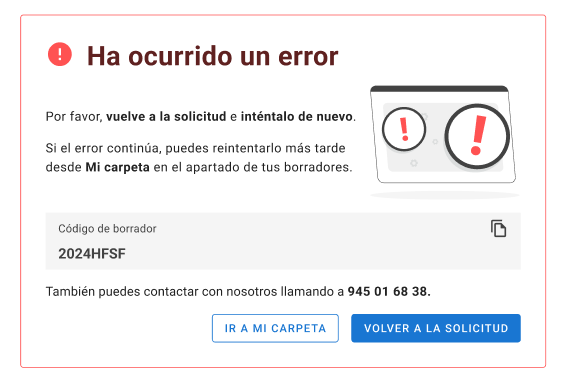 Ha ocurrido un error
Por favor, vuelve a la solicitud e inténtalo de nuevo.
Si el error continúa, puedes reintentarlo más tarde
desde Mi carpeta en el apartado de tus borradores.
Código de borrador
2024HFSF
También puedes contactar con nosotros llamando a 945 01 68 38.
IR A MI CARPETA
VOLVER A LA SOLICITUD